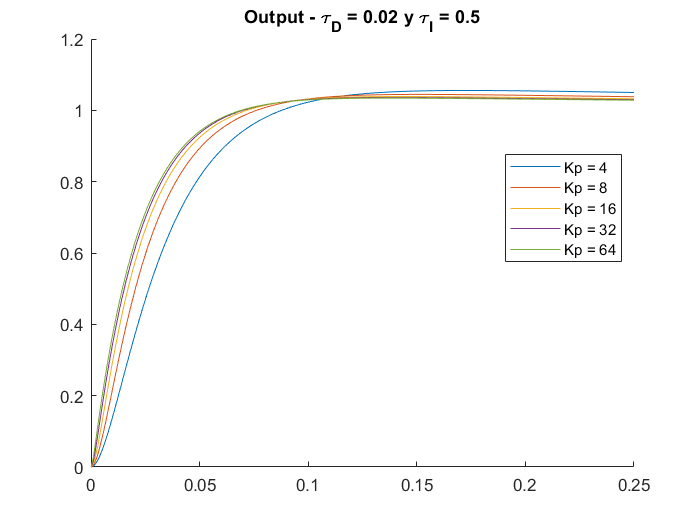 Output - τD = 0.02 y τI = 0.5
1.2
1
0.8
0.6
0.4
0.2
0
0 0.05 0.1 0.15 0.2 0.25
Kp = 4
Kp = 8
Kp = 16
Kp = 32
Kp = 64